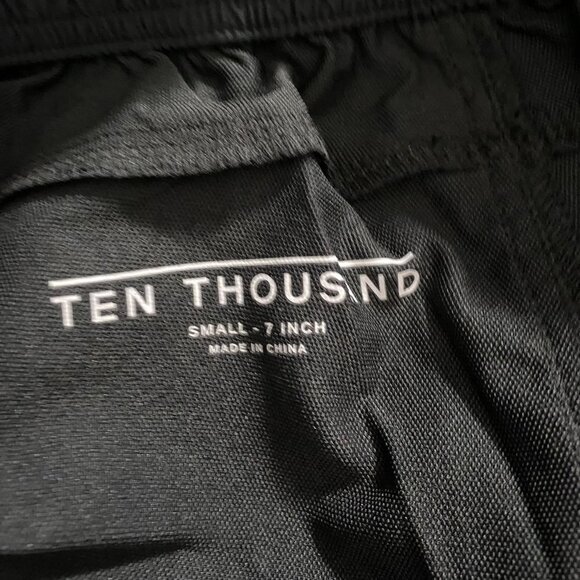 TEN THOUSAND
SMALL - 7 INCH
MADE IN CHINA